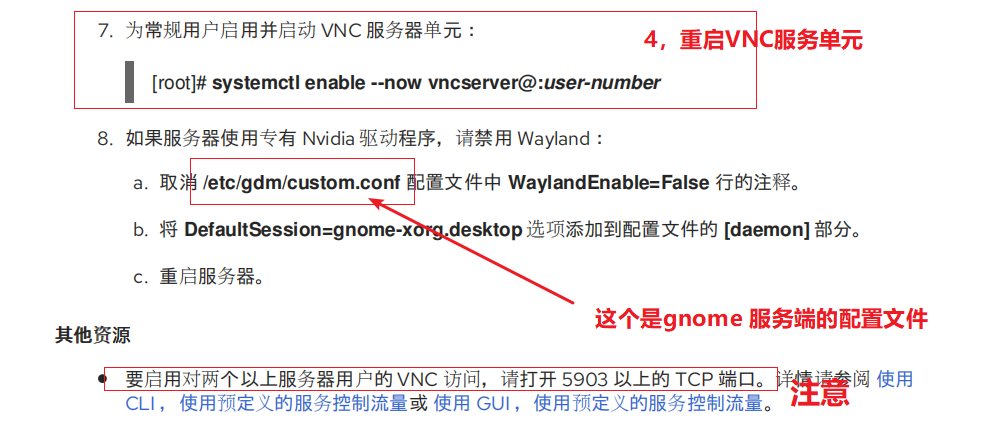 7. 为常规用户启用并启动 VNC 服务器单元：
4，重启VNC服务单元
[root]# systemctl enable --now vncserver@:user-number
8. 如果服务器使用专有 Nvidia 驱动程序，请禁用 Wayland：
a. 取消 /etc/gdm/custom.conf 配置文件中 WaylandEnable=False 行的注释。
b. 将 DefaultSession=gnome-xorg.desktop 选项添加到配置文件的 [daemon] 部分。
c. 重启服务器。
这个是gnome 服务端的配置文件
其他资源
● 要启用对两个以上服务器用户的 VNC 访问，请打开 5903 以上的 TCP 端口。详情请参阅 使用
CLI ，使用预定义的服务控制流量或 使用 GUI ，使用预定义的服务控制流量。
注意